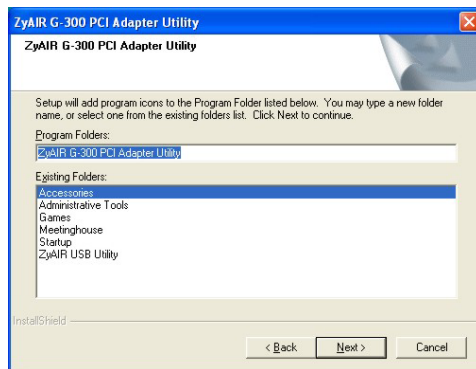 ZyAIR G-300 PCI Adapter Utility
ZyAIR G-300 PCI Adapter Utility
Setup will add program icons to the Program Folder listed below. You may type a new folder
name, or select one from the existing folders list. Click Next to continue.
Program Folders:
ZyAIR G-300 PCI Adapter Utility
Existing Folders:
Accessories
Administrative Tools
Games
Meetinghouse
Startup
ZyAIR USB Utility
InstallShield
< Back Next > Cancel